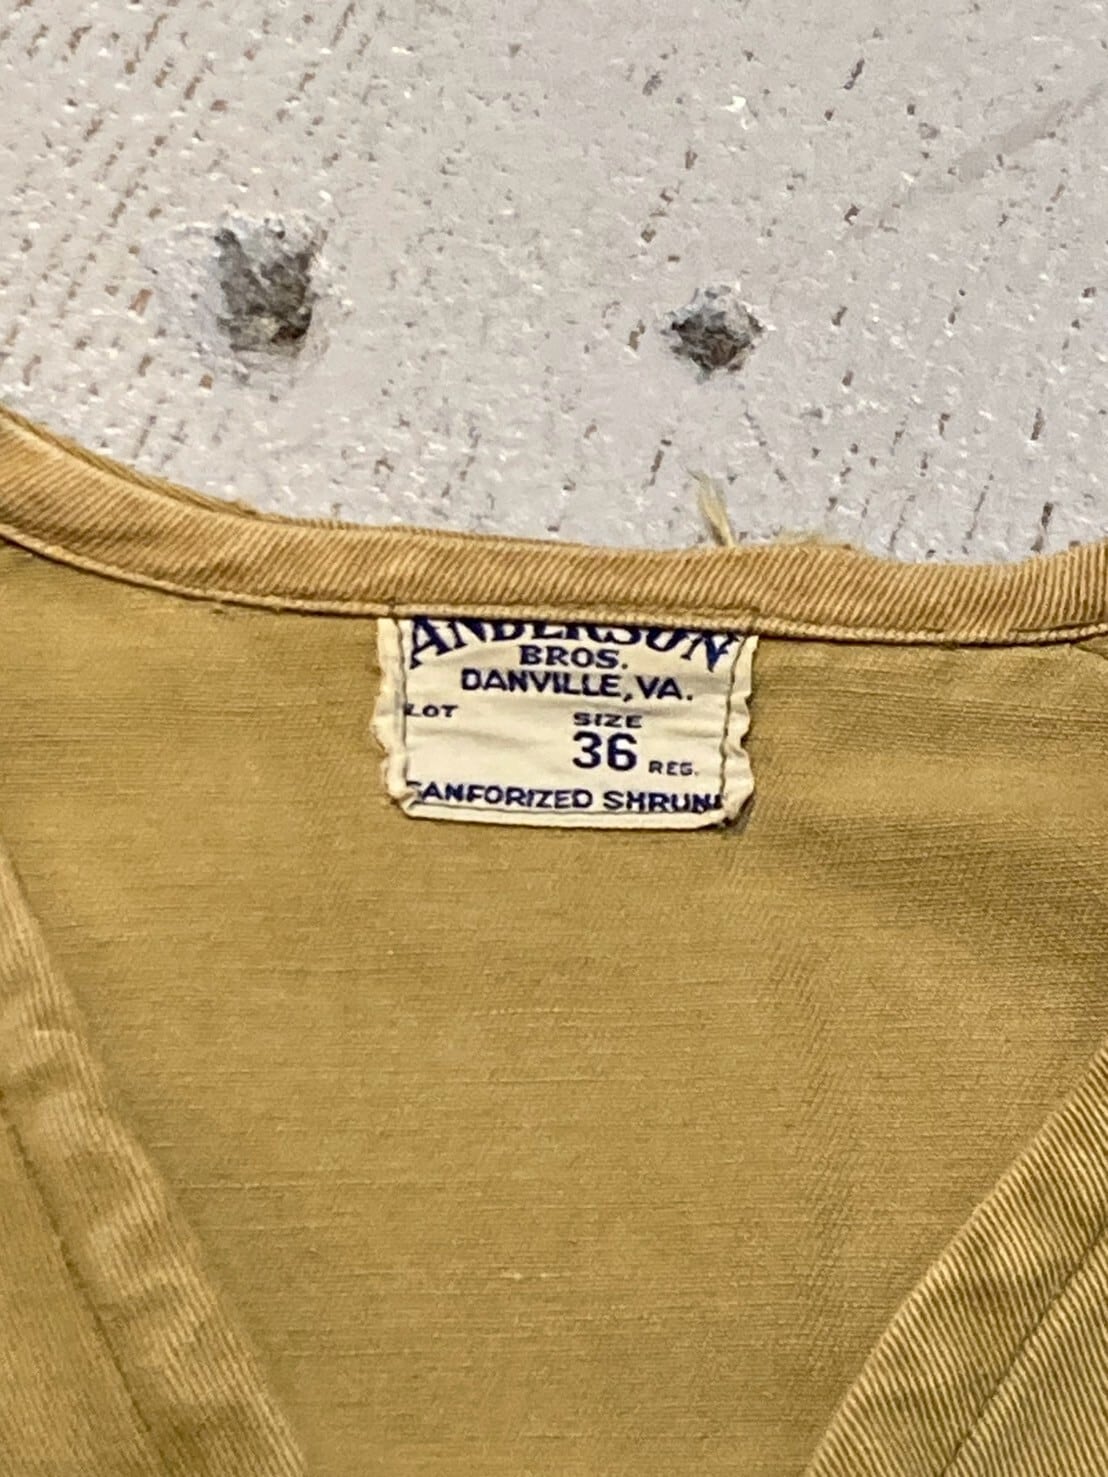 ANDERSON
BROS.
DANVILLE, VA.
LOT SIZE
36 REG.
SANFORIZED SHRUNK